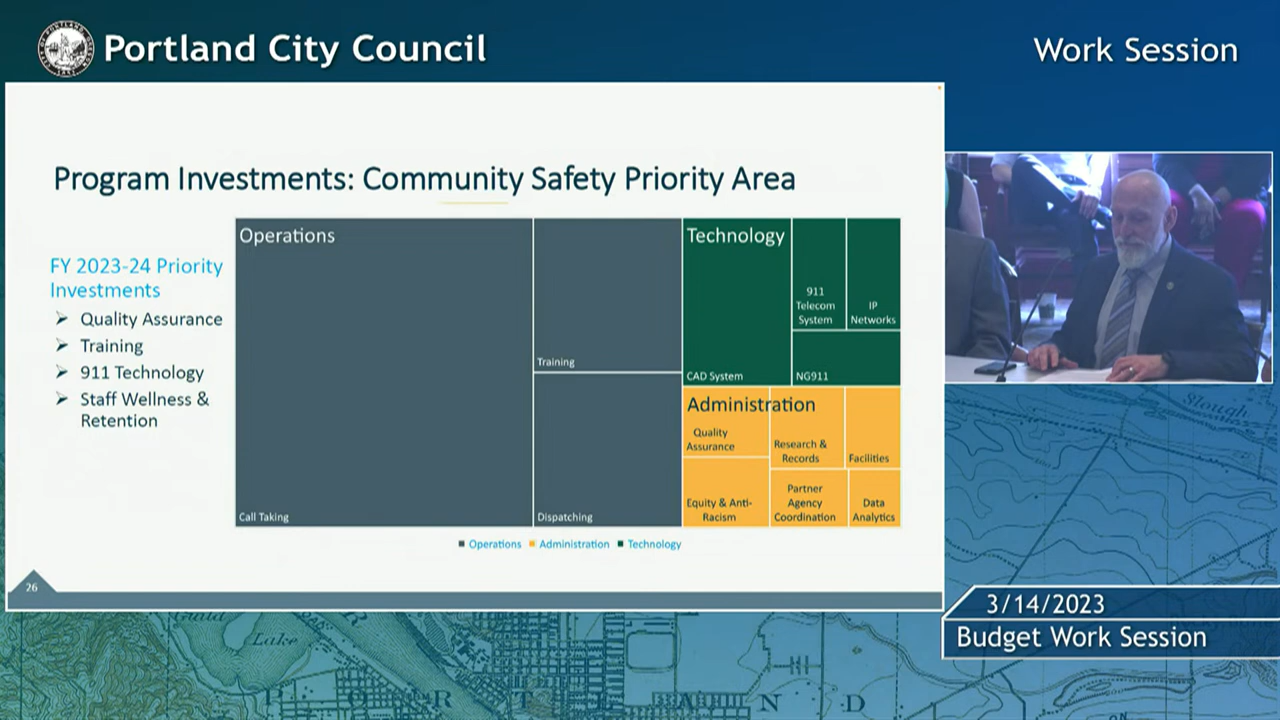 Portland City Council
Work Session
Program Investments: Community Safety Priority Area
FY 2023-24 Priority
Investments
Quality Assurance
Training
911 Technology
Staff Wellness &
Retention
Operations
Call Taking
Training
Dispatching
Technology
CAD System
911
Telecom
System
IP
Networks
NG911
Administration
Quality
Assurance
Research &
Records
Facilities
Equity & Anti-
Racism
Partner
Agency
Coordination
Data
Analytics
Operations Administration Technology
26
3/14/2023
Budget Work Session
Slough
Guild
Lake
P O R T L A N D